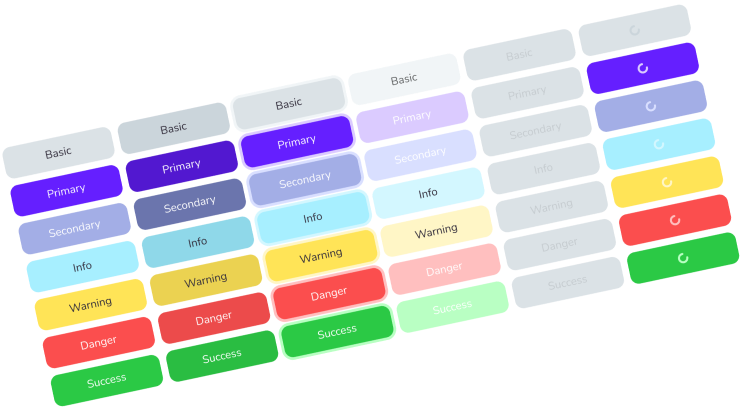 Basic Basic Basic Basic Basic
Primary Primary Primary Primary Primary
Secondary Secondary Secondary Secondary Secondary
Info Info Info Info Info
Warning Warning Warning Warning Warning
Danger Danger Danger Danger Danger
Success Success Success Success Success